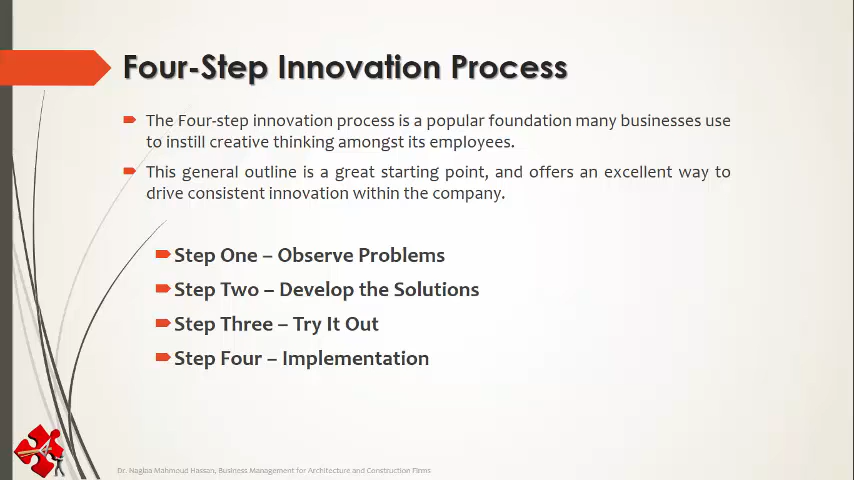 Four-Step Innovation Process
The Four-step innovation process is a popular foundation many businesses use
to instill creative thinking amongst its employees.
This general outline is a great starting point, and offers an excellent way to
drive consistent innovation within the company.
Step One – Observe Problems
Step Two – Develop the Solutions
Step Three – Try It Out
Step Four – Implementation
Dr. Naglaa Mahmoud Hassan, Business Management for Architecture and Construction Firms